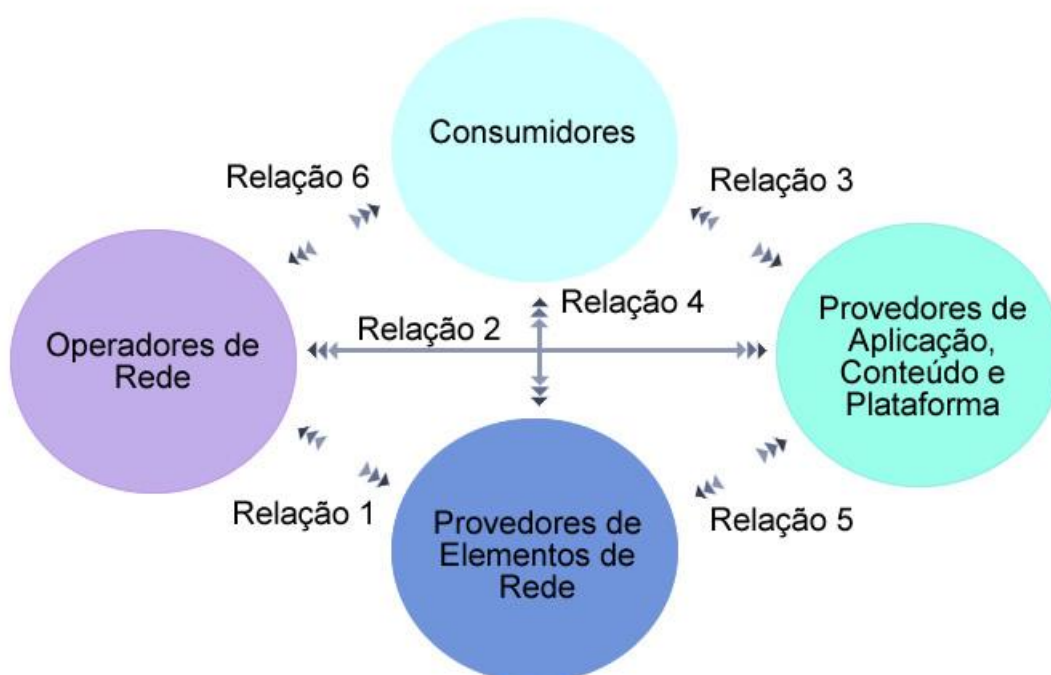 Consumidores
Relação 6
Relação 3
Relação 4
Relação 2
Operadores de
Rede
Provedores de
Aplicação,
Conteúdo e
Plataforma
Relação 1
Relação 5
Provedores de
Elementos de
Rede